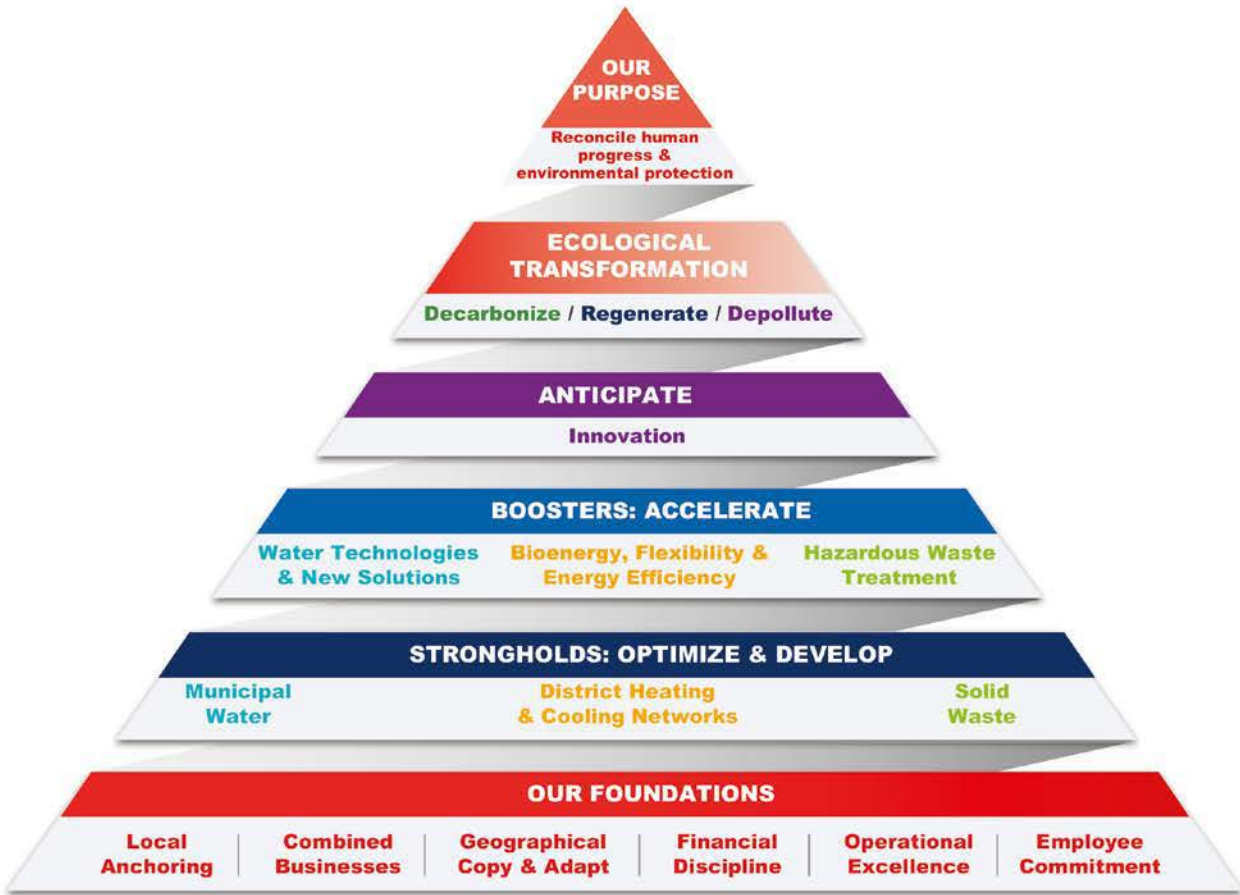 OUR
PURPOSE
Reconcile human
progress &
environmental protection
ECOLOGICAL
TRANSFORMATION
Decarbonize / Regenerate / Depollute
ANTICIPATE
Innovation
BOOSTERS: ACCELERATE
Water Technologies
& New Solutions
Bioenergy, Flexibility &
Energy Efficiency
Hazardous Waste
Treatment
STRONGHOLDS: OPTIMIZE & DEVELOP
Municipal
Water
District Heating
& Cooling Networks
Solid
Waste
OUR FOUNDATIONS
Local
Anchoring
Combined
Businesses
Geographical
Copy & Adapt
Financial
Discipline
Operational
Excellence
Employee
Commitment